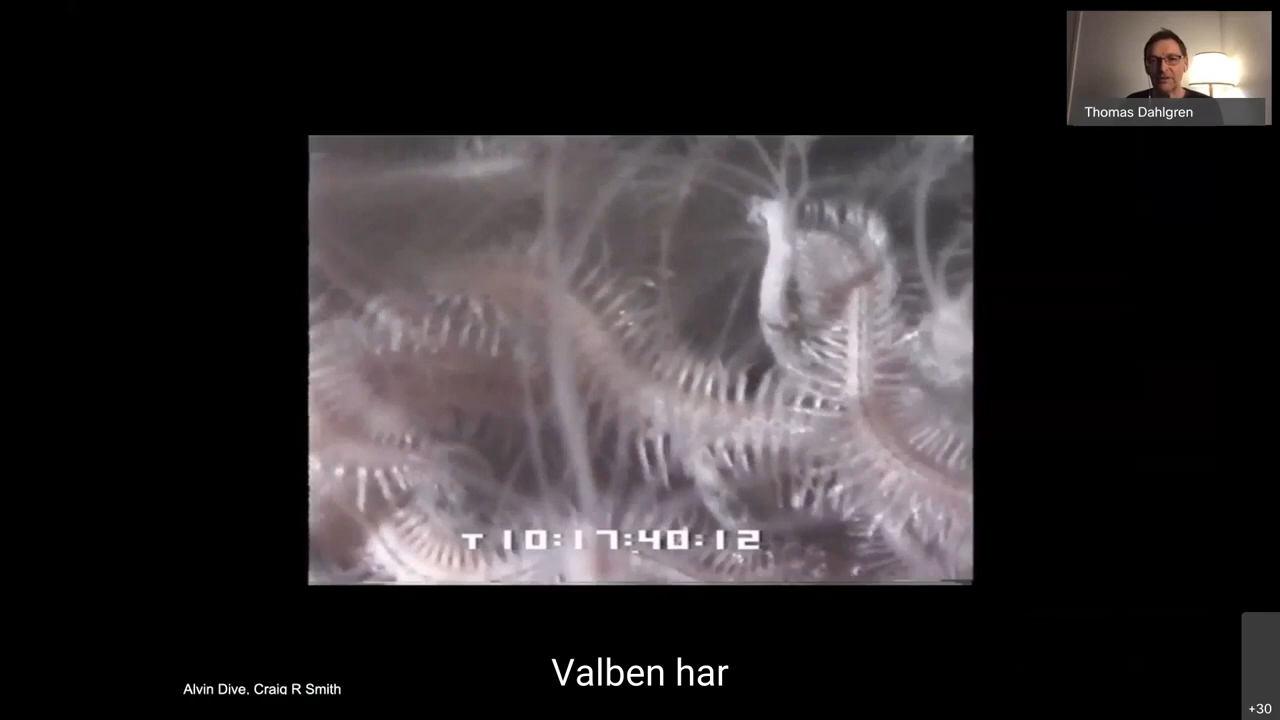 Thomas Dahlgren
T 10:17:40:12
Valben har
Alvin Dive, Craig R Smith
+30